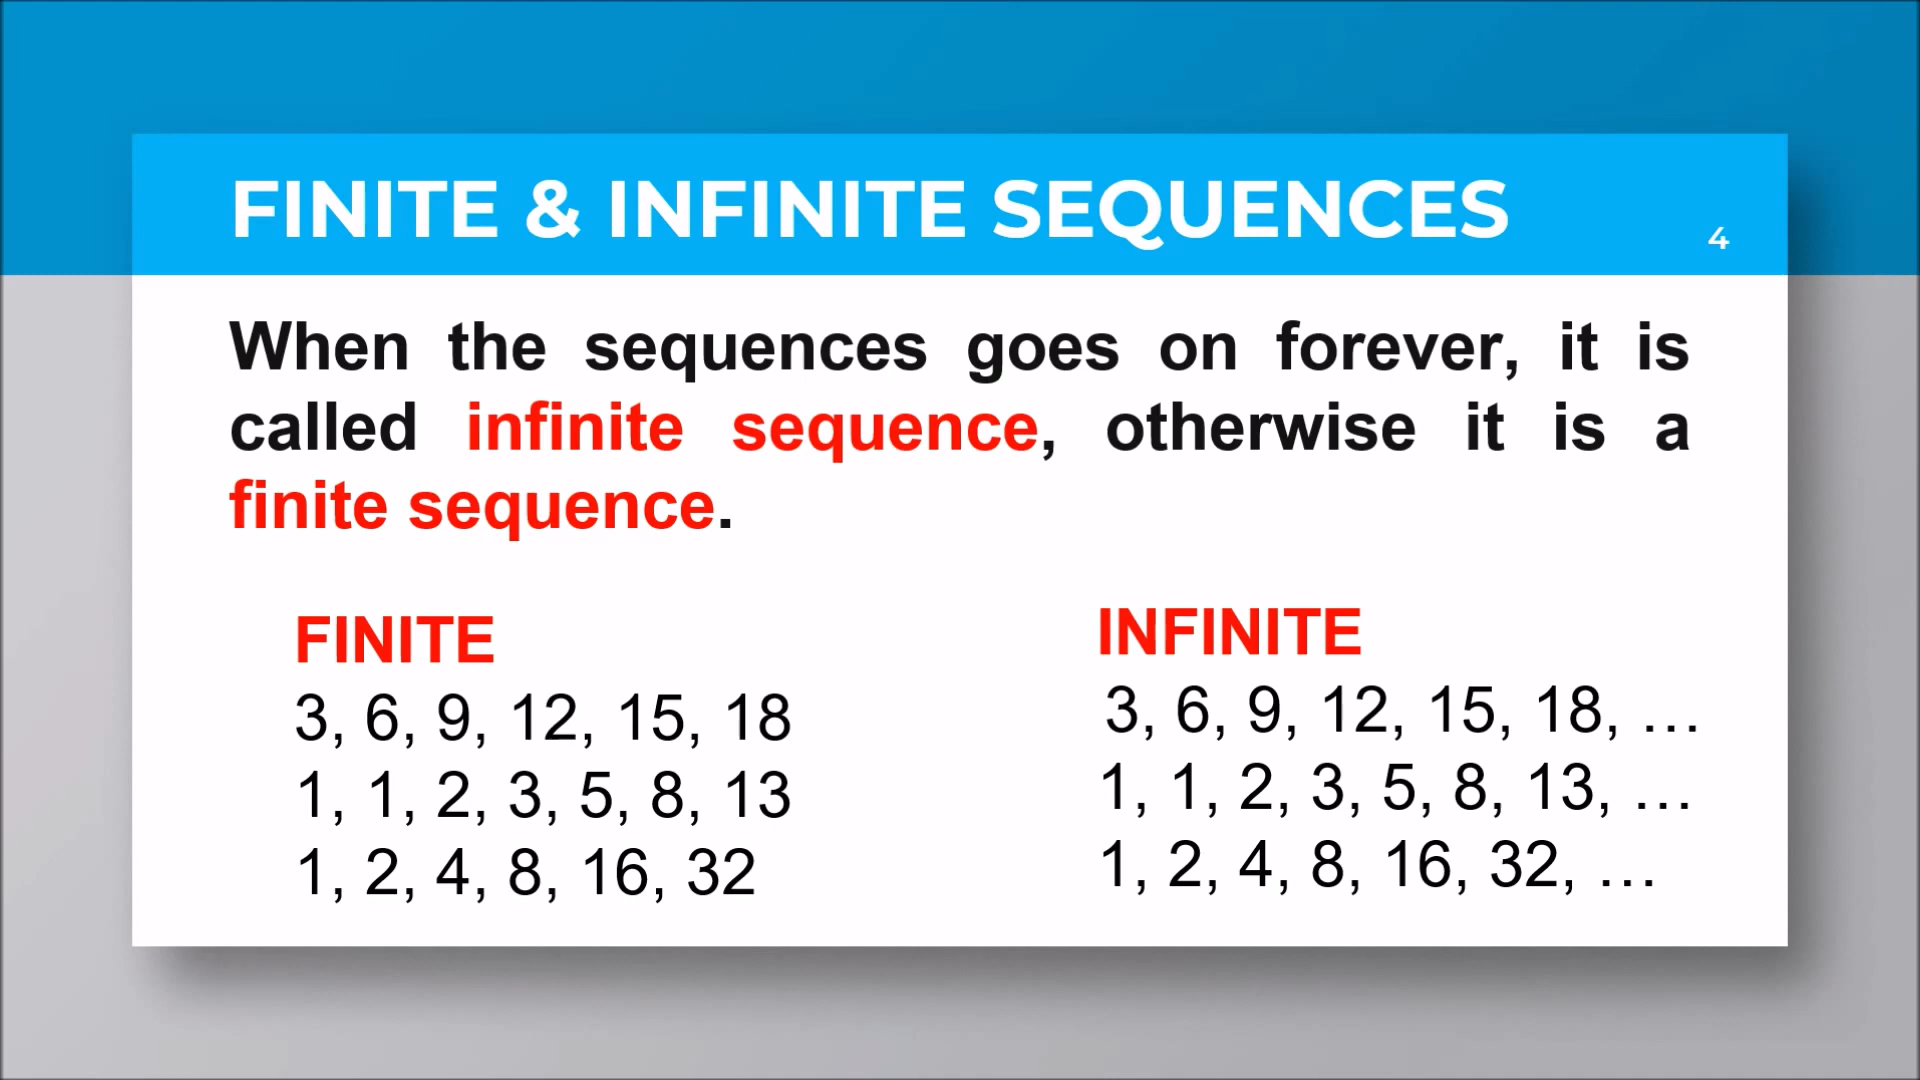 FINITE & INFINITE SEQUENCES
4
When the sequences goes on forever, it is
called infinite sequence, otherwise it is a
finite sequence.
FINITE
3, 6, 9, 12, 15, 18
1, 1, 2, 3, 5, 8, 13
1, 2, 4, 8, 16, 32
INFINITE
3, 6, 9, 12, 15, 18, …
1, 1, 2, 3, 5, 8, 13, …
1, 2, 4, 8, 16, 32, …